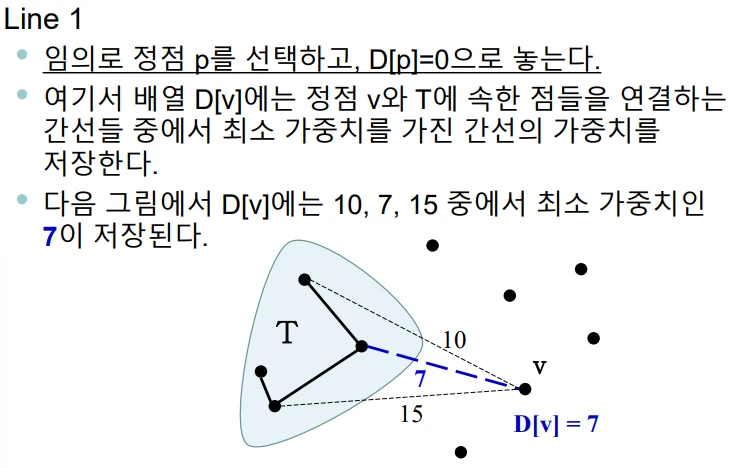 Line 1
임의로 정점 p를 선택하고, D[p]=0으로 놓는다.
여기서 배열 D[v]에는 정점 v와 T에 속한 점들을 연결하는
간선들 중에서 최소 가중치를 가진 간선의 가중치를
저장한다.
다음 그림에서 D[v]에는 10, 7, 15 중에서 최소 가중치인
7이 저장된다.
T
10
v
7
15
D[v] = 7